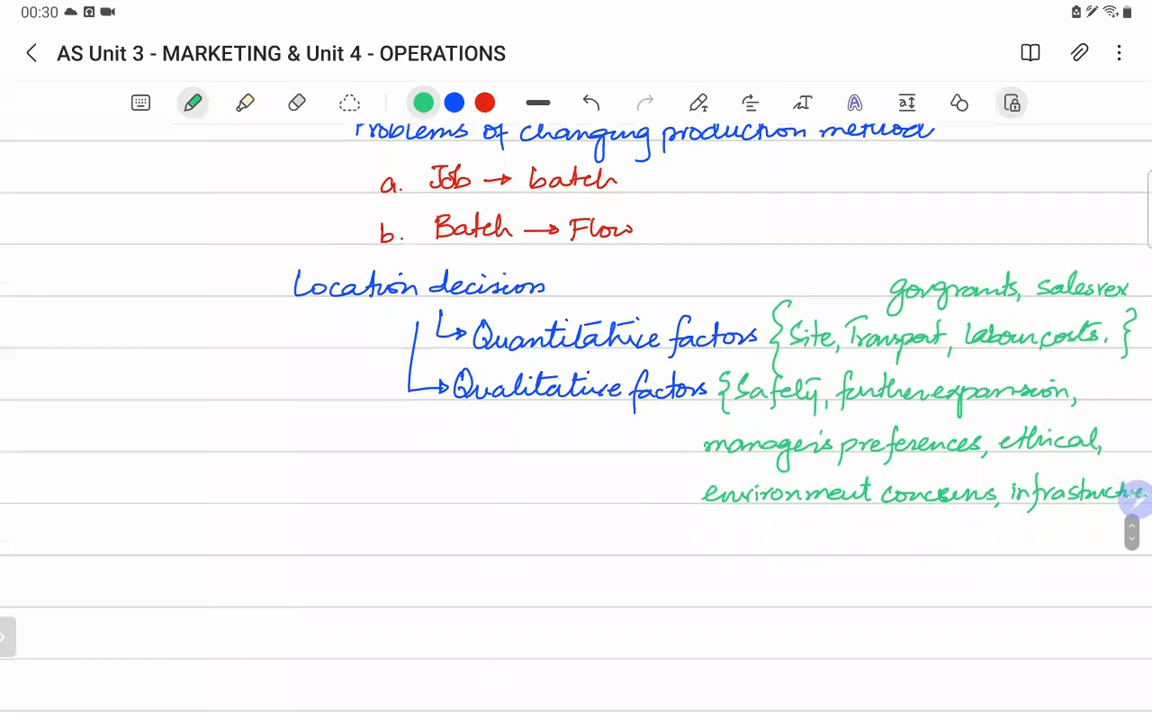 00:30
AS Unit 3 - MARKETING & Unit 4 - OPERATIONS
Problems of changing production method
a. Job → batch
b. Batch → Flow
Location decision
gov grants, sales rev
Quantitative factors {Site, Transport, labour costs.}
Qualitative factors {Safety, further expansion,
manager's preferences, ethical,
environment concerns, infrastructure